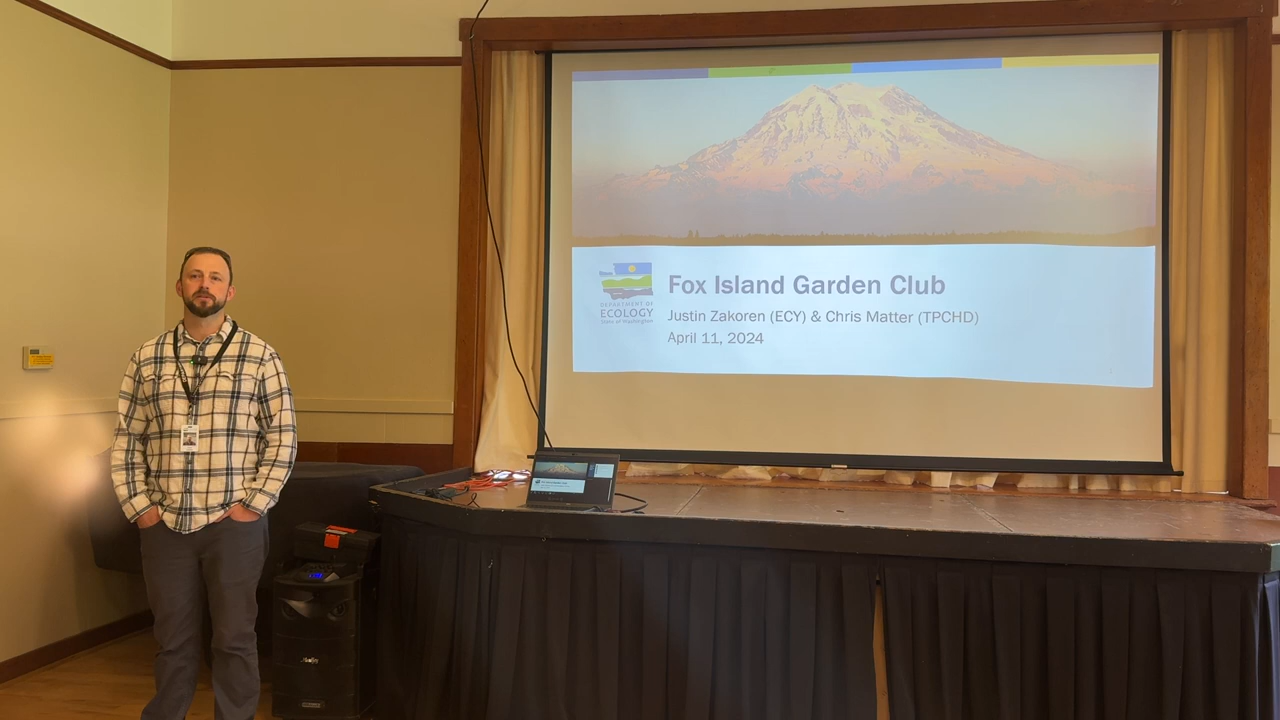 Fox Island Garden Club
DEPARTMENT OF
ECOLOGY
State of Washington
Justin Zakoren (ECY) & Chris Matter (TPCHD)
April 11, 2024